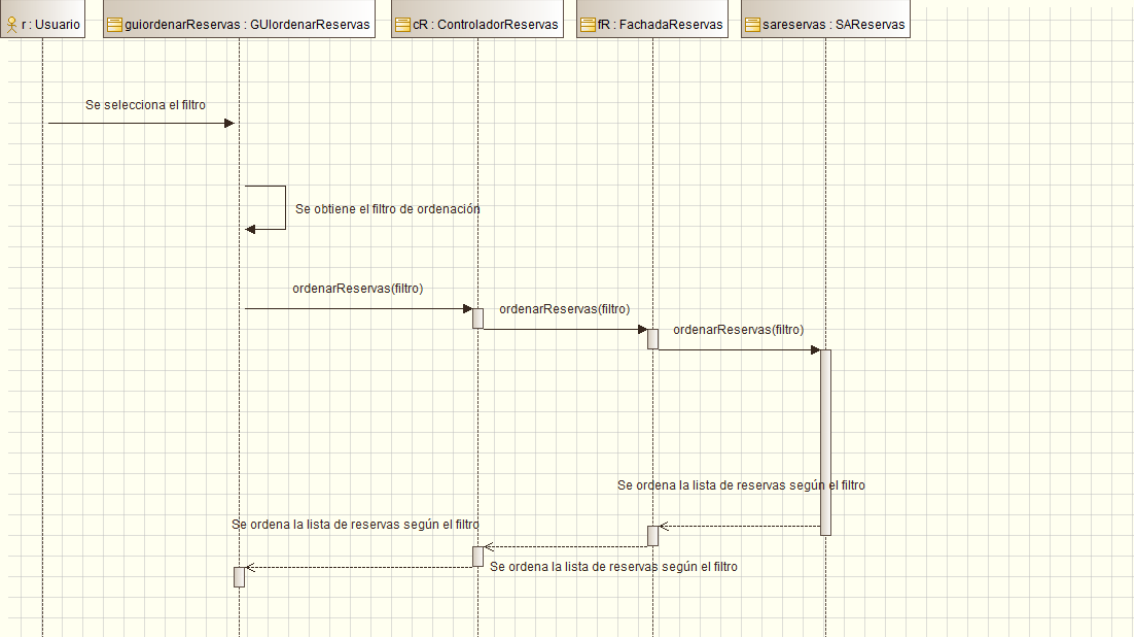 r : Usuario
guiordenarReservas : GUIordenarReservas
cR : ControladorReservas
fR : FachadaReservas
sareservas : SAReservas
Se selecciona el filtro
Se obtiene el filtro de ordenación
ordenarReservas(filtro)
ordenarReservas(filtro)
ordenarReservas(filtro)
Se ordena la lista de reservas según el filtro
Se ordena la lista de reservas según el filtro
Se ordena la lista de reservas según el filtro